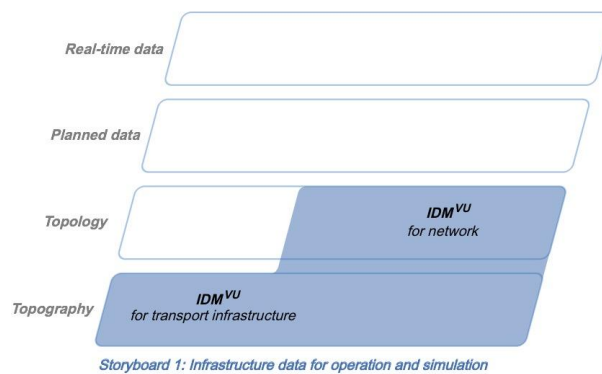 Real-time data
Planned data
Topology
IDM^VU
for network
Topography
IDM^VU
for transport infrastructure
Storyboard 1: Infrastructure data for operation and simulation